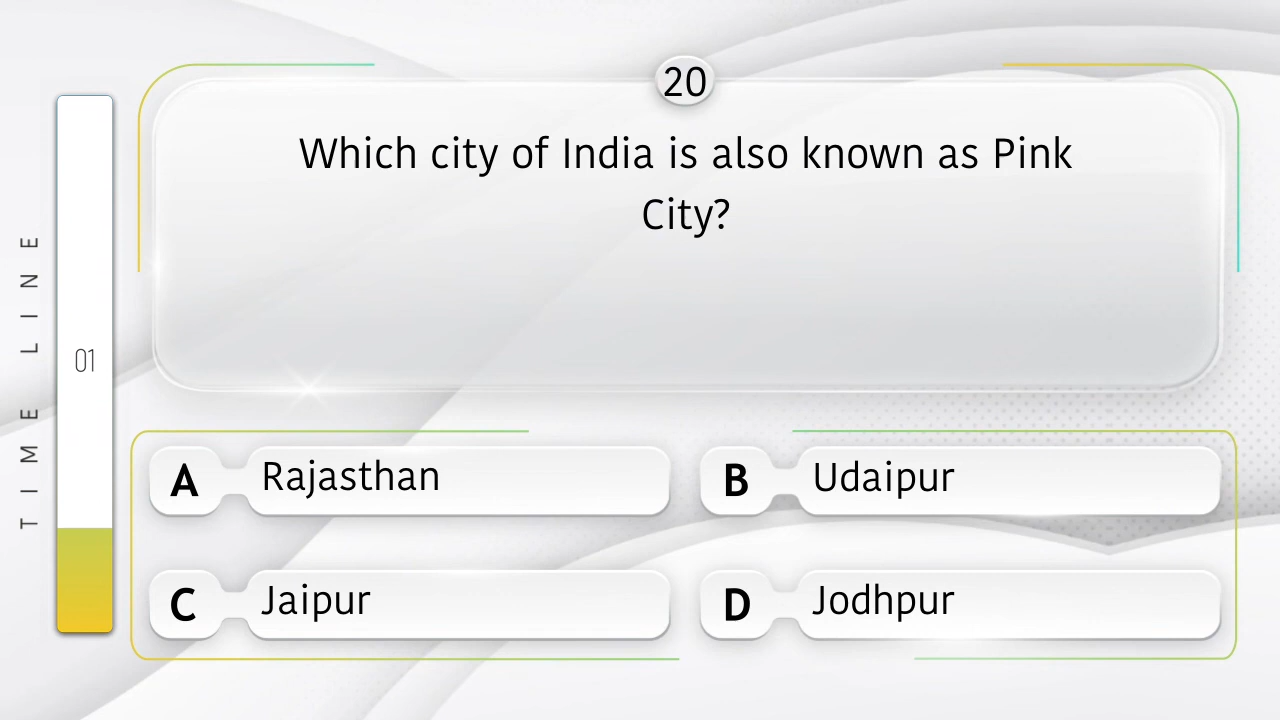 20
Which city of India is also known as Pink
City?
TIME LINE
01
A Rajasthan
B Udaipur
C Jaipur
D Jodhpur